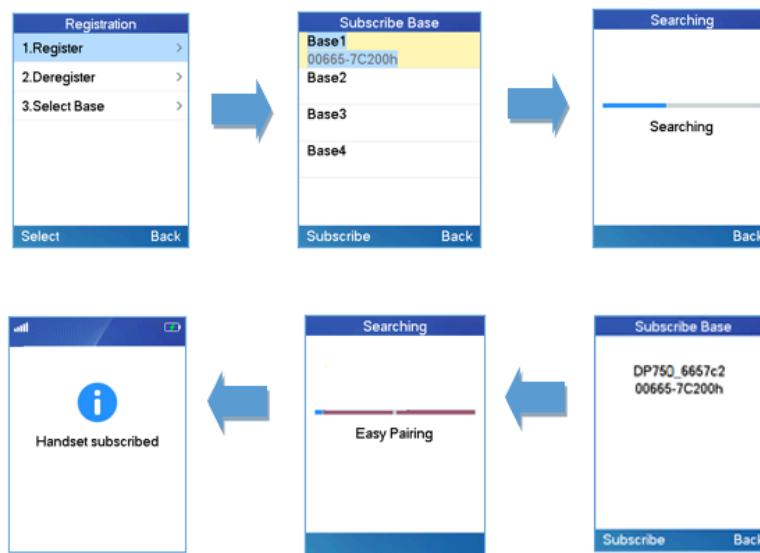 Registration
1.Register
2.Deregister
3.Select Base
Select Back
Subscribe Base
Base1
00665-7C200h
Base2
Base3
Base4
Subscribe Back
Searching
Searching
Back
Subscribe Base
DP750_6657c2
00665-7C200h
Subscribe Back
Searching
Easy Pairing
Handset subscribed